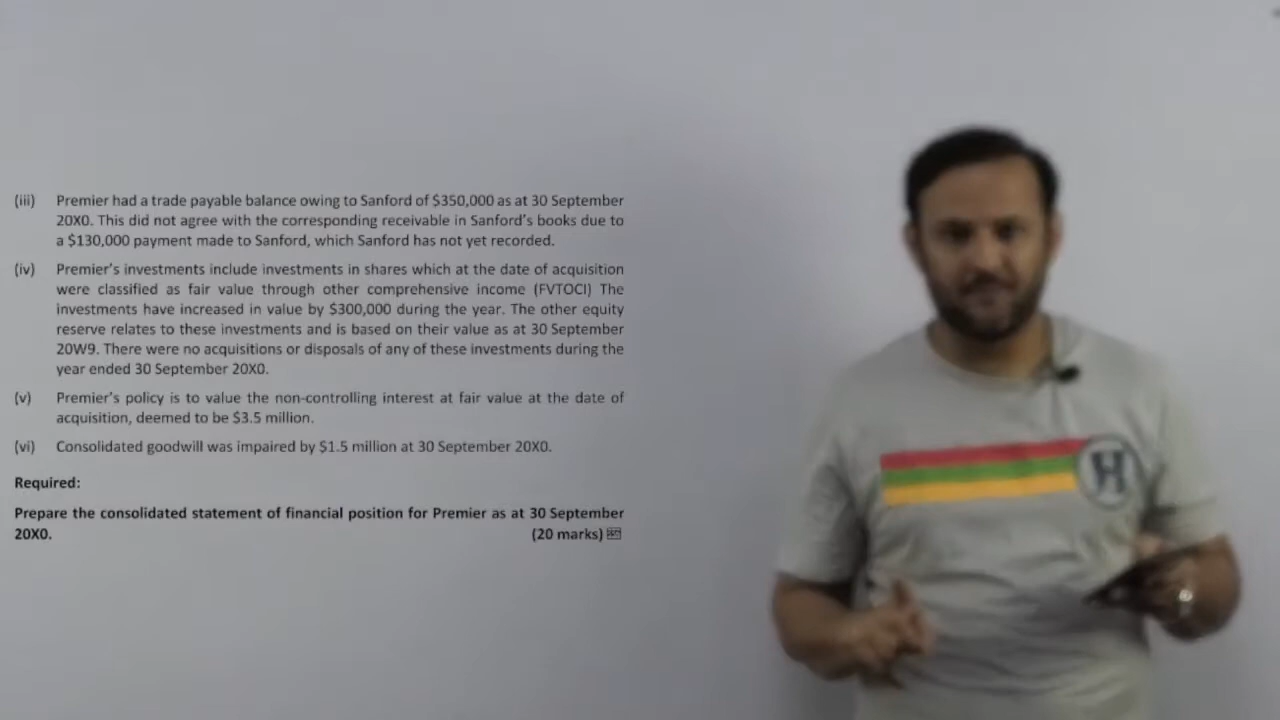 (iii) Premier had a trade payable balance owing to Sanford of $350,000 as at 30 September
20X0. This did not agree with the corresponding receivable in Sanford's books due to
a $130,000 payment made to Sanford, which Sanford has not yet recorded.
(iv) Premier's investments include investments in shares which at the date of acquisition
were classified as fair value through other comprehensive income (FVTOCI) The
investments have increased in value by $300,000 during the year. The other equity
reserve relates to these investments and is based on their value as at 30 September
20W9. There were no acquisitions or disposals of any of these investments during the
year ended 30 September 20X0.
(v) Premier's policy is to value the non-controlling interest at fair value at the date of
acquisition, deemed to be $3.5 million.
(vi) Consolidated goodwill was impaired by $1.5 million at 30 September 20X0.
Required:
Prepare the consolidated statement of financial position for Premier as at 30 September
20X0. (20 marks)
H